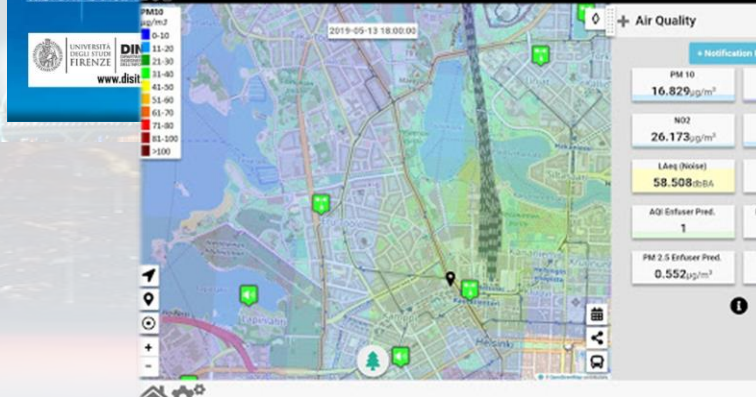 PM10
µg/m3
0-10
11-20
21-30
31-40
41-50
51-60
61-70
71-80
81-100
>100
UNIVERSITÀ
DEGLI STUDI
FIRENZE
DIN
www.disit
2019-05-13 18:00:00
Lapinlahti
Helsinki
© OpenStreetMap contributors
Air Quality
+ Notification
PM 10
16.829µg/m³
NO2
26.173µg/m³
LAeq (Noise)
58.508dbBA
AQI Enfuser Pred.
1
PM 2.5 Enfuser Pred.
0.552µg/m³